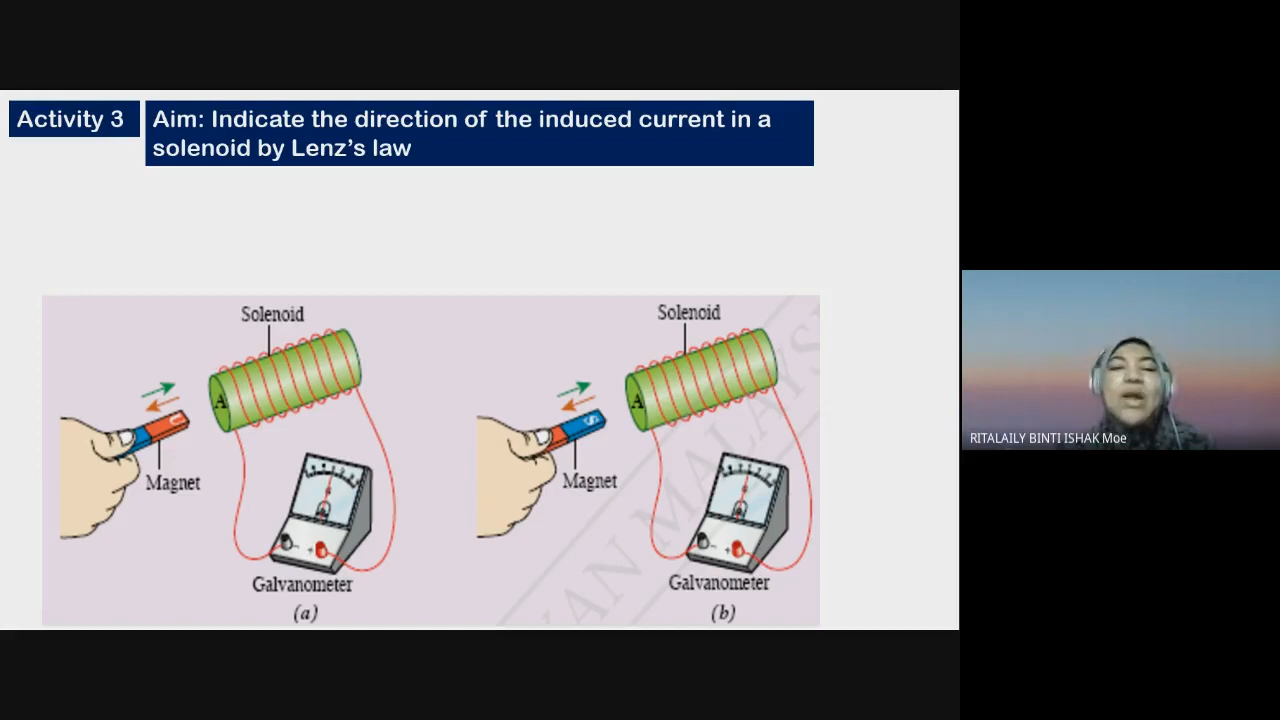 Activity 3
Aim: Indicate the direction of the induced current in a
solenoid by Lenz's law
Solenoid
A
Magnet
Galvanometer
(a)
Solenoid
A
S
Magnet
Galvanometer
(b)
RITALAILY BINTI ISHAK Moe